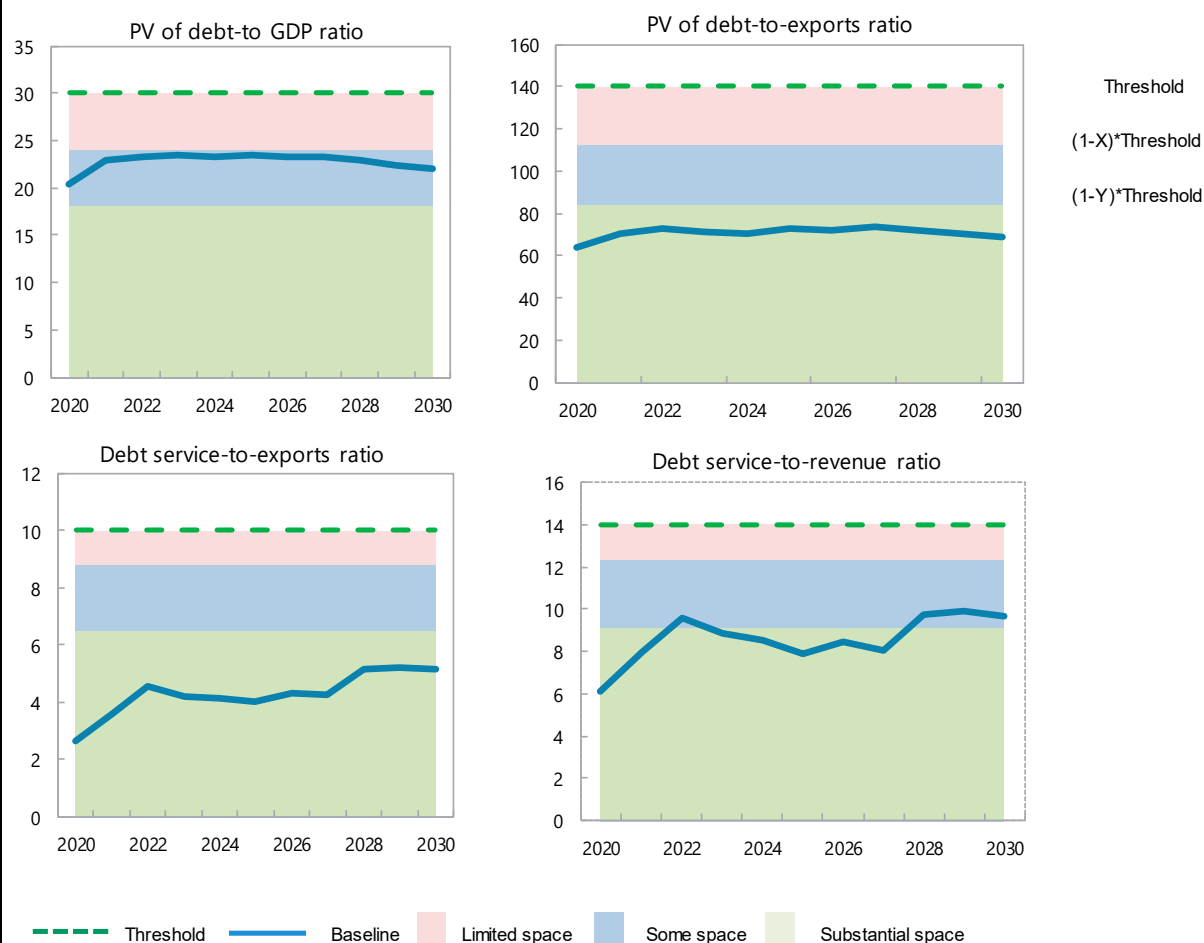 PV of debt-to GDP ratio
35
30
25
20
15
10
5
0
2020 2022 2024 2026 2028 2030
PV of debt-to-exports ratio
160
140
120
100
80
60
40
20
0
2020 2022 2024 2026 2028 2030
Threshold
(1-X)*Threshold
(1-Y)*Threshold
Debt service-to-exports ratio
12
10
8
6
4
2
0
2020 2022 2024 2026 2028 2030
Debt service-to-revenue ratio
16
14
12
10
8
6
4
2
0
2020 2022 2024 2026 2028 2030
Threshold Baseline Limited space Some space Substantial space